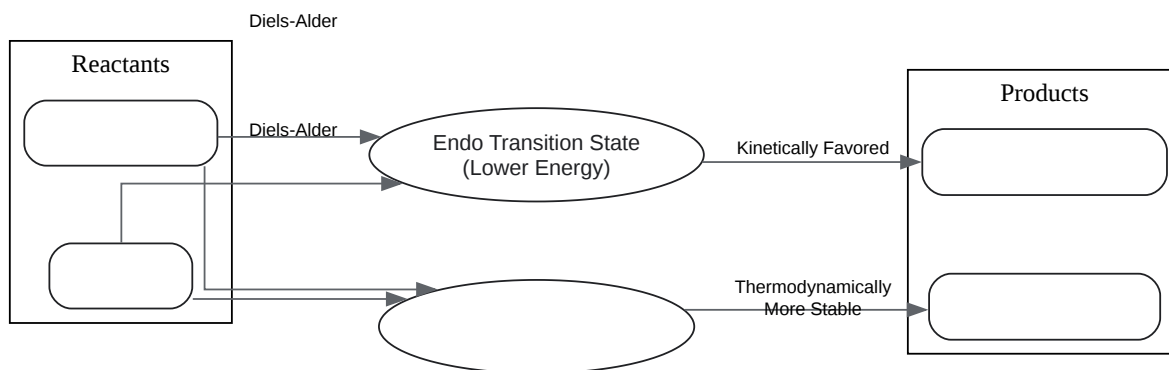 Diels-Alder
Reactants
Products
Diels-Alder
Endo Transition State
(Lower Energy)
Kinetically Favored
Thermodynamically
More Stable